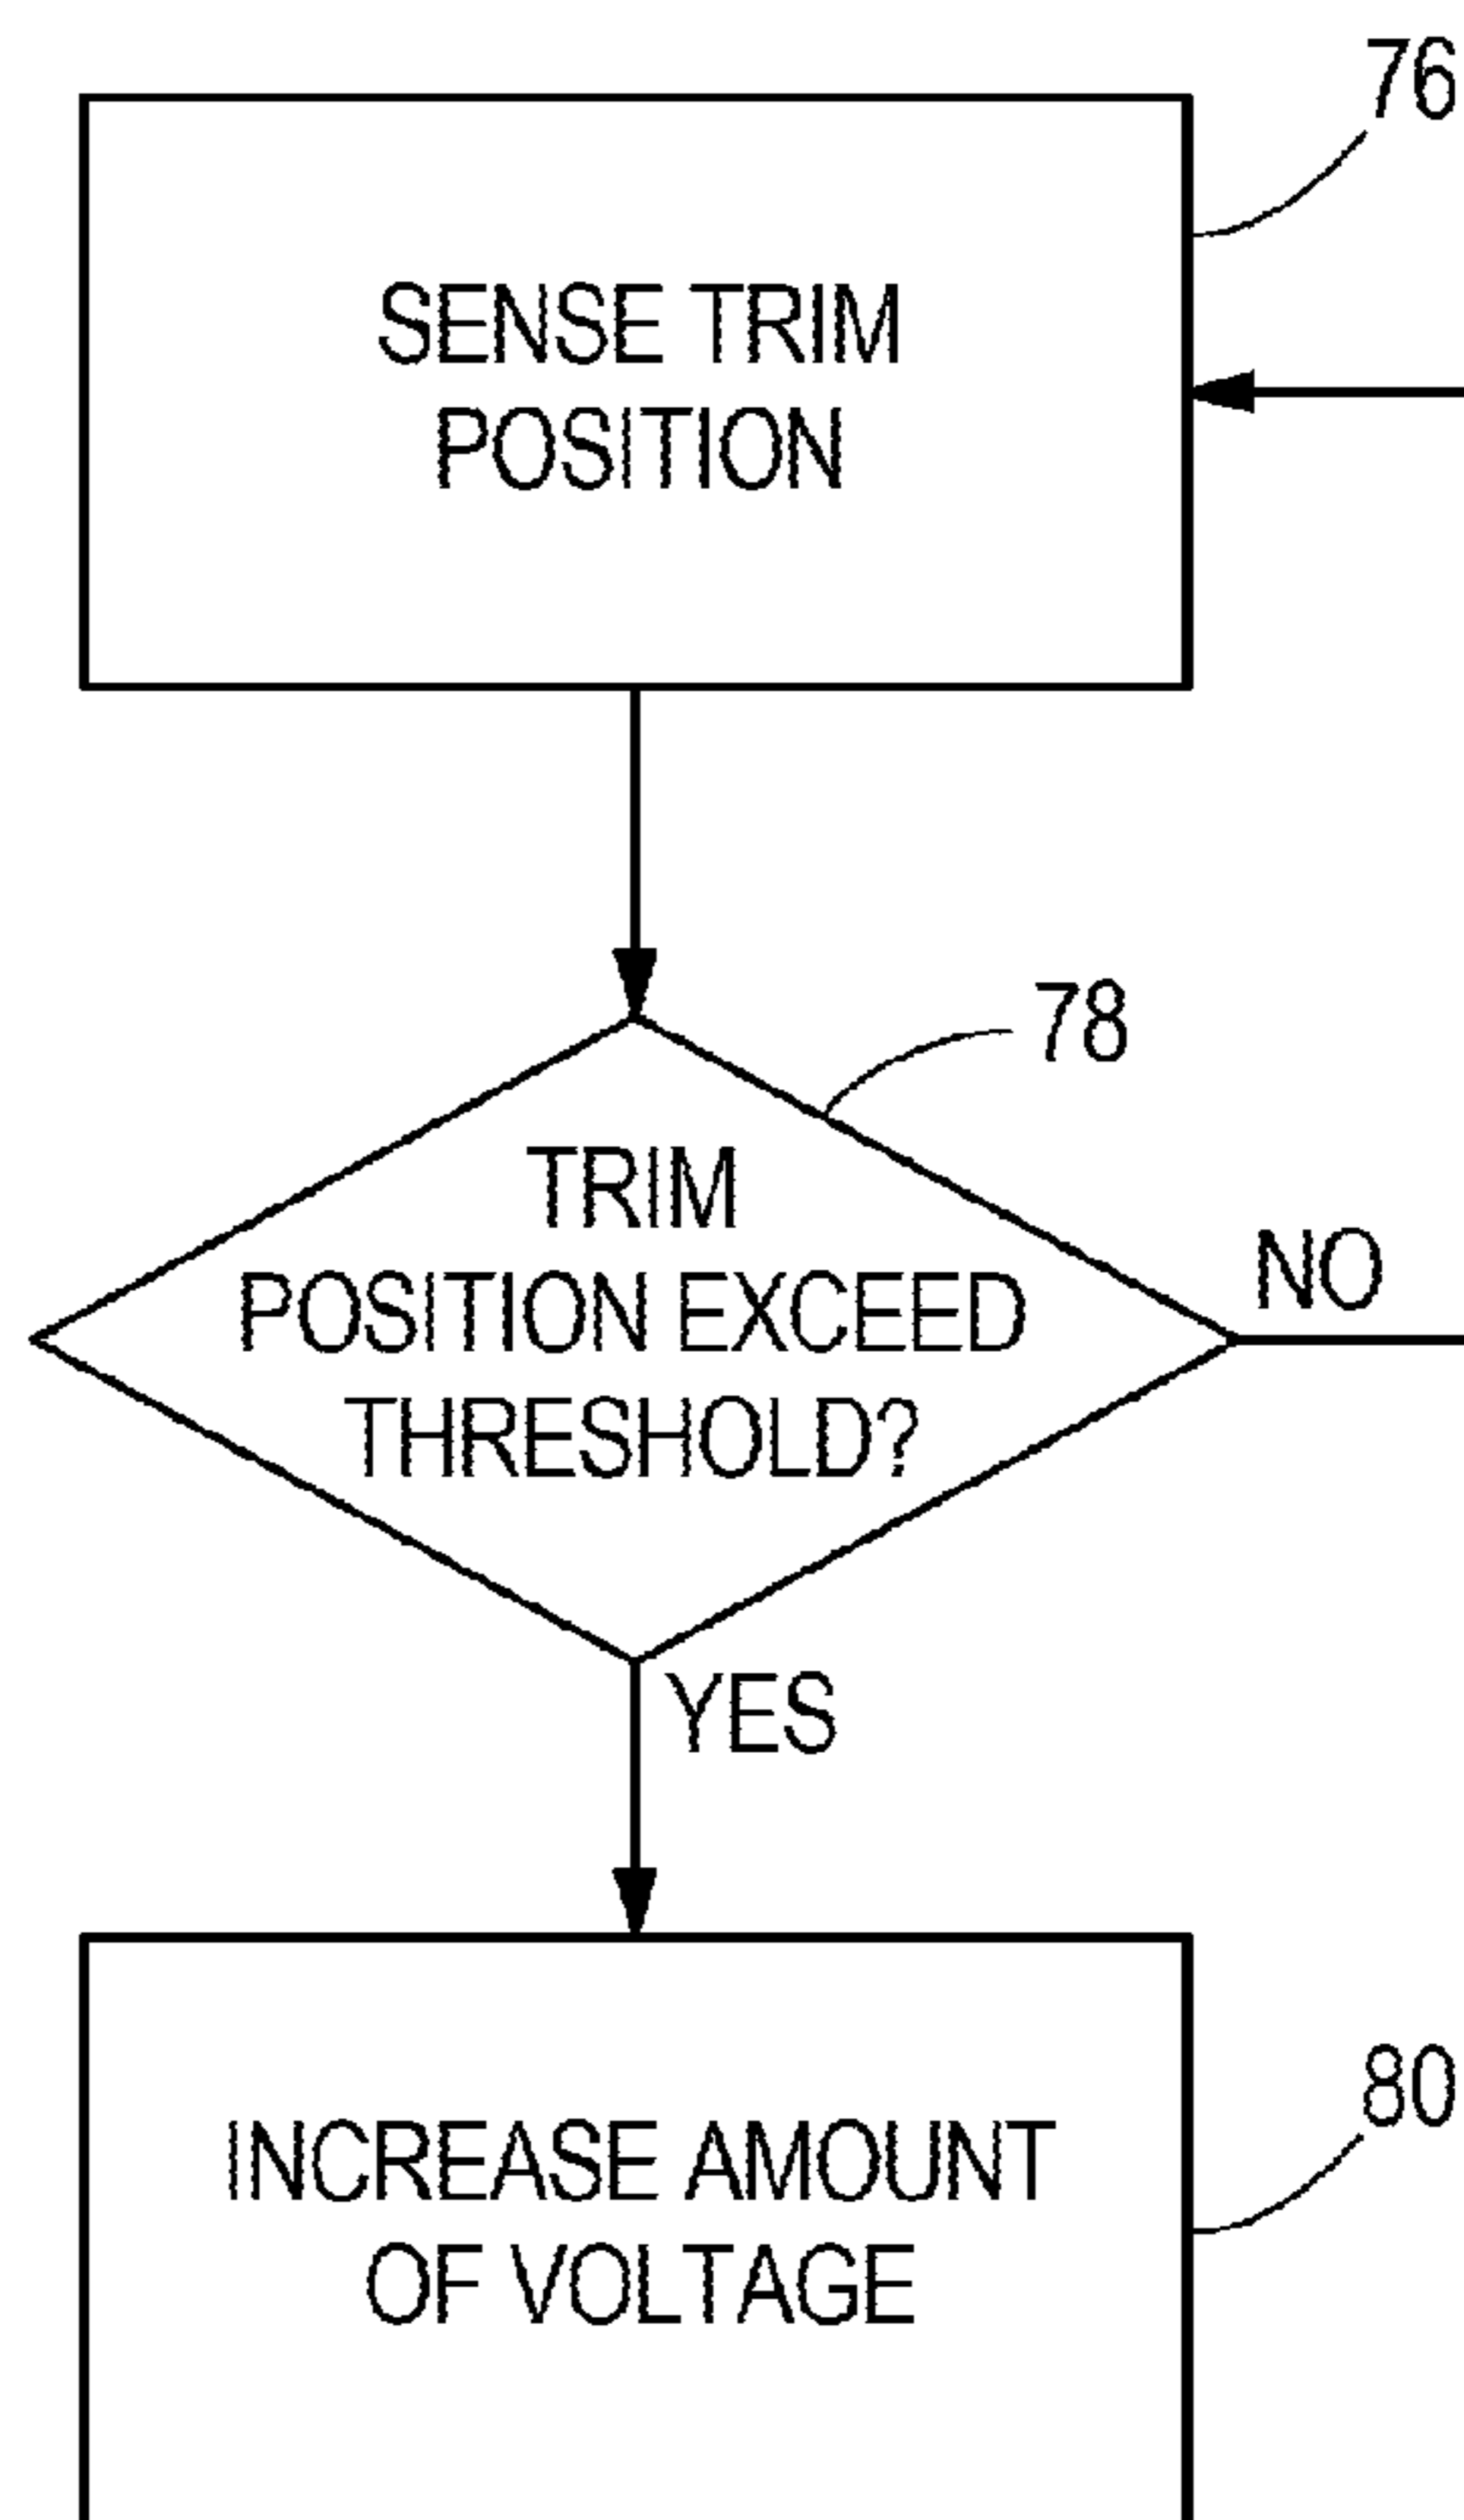 76
SENSE TRIM
POSITION
78
TRIM
POSITION EXCEED
THRESHOLD?
NO
YES
80
INCREASE AMOUNT
OF VOLTAGE